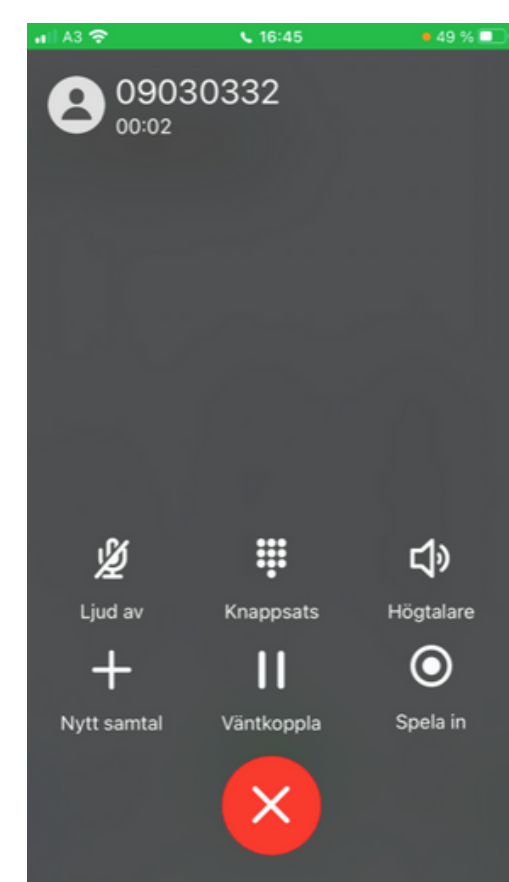 A3 16:45 49 %
09030332
00:02
Ljud av Knappsats Högtalare
Nytt samtal Väntkoppla Spela in